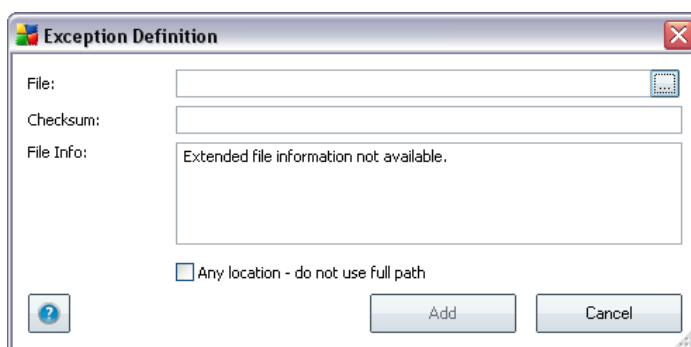 Exception Definition
File:
...
Checksum:
File Info:
Extended file information not available.
Any location - do not use full path
?
Add
Cancel